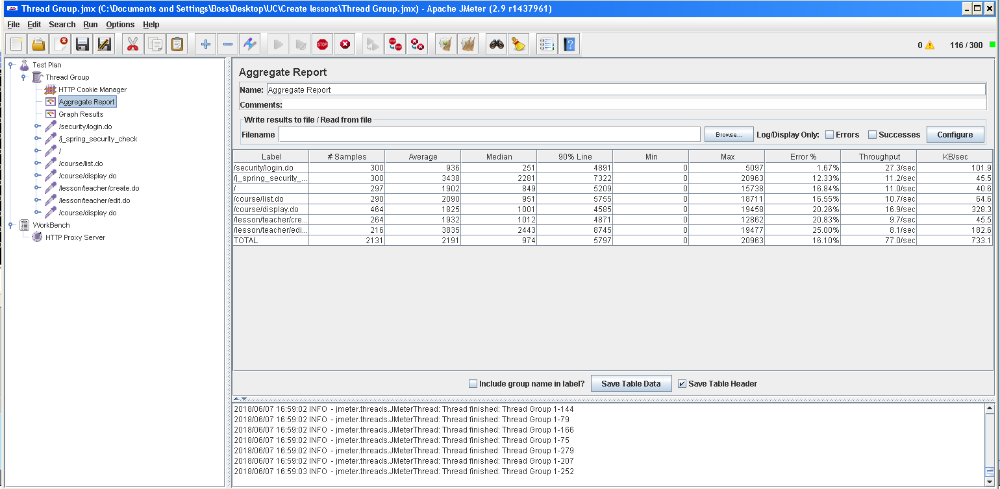 Thread Group.jmx (C:\Documents and Settings\Boss\Desktop\UC\Create lessons\Thread Group.jmx) - Apache JMeter (2.9 r1437961)
File Edit Search Run Options Help
0 116 / 300
Test Plan
Thread Group
HTTP Cookie Manager
Aggregate Report
Graph Results
/security/login.do
/j_spring_security_check
/
/course/list.do
/course/display.do
/lesson/teacher/create.do
/lesson/teacher/edit.do
/course/display.do
WorkBench
HTTP Proxy Server
Aggregate Report
Name: Aggregate Report
Comments:
Write results to file / Read from file
Filename Browse... Log/Display Only: Errors Successes Configure
Label # Samples Average Median 90% Line Min Max Error % Throughput KB/sec
/security/login.do 300 936 251 4891 0 5097 1.67% 27.3/sec 101.9
/j_spring_security_... 300 3438 2281 7322 0 20963 12.33% 11.2/sec 45.5
/ 297 1902 849 5209 0 15738 16.84% 11.0/sec 40.6
/course/list.do 290 2090 951 5755 0 18711 16.55% 10.7/sec 64.6
/course/display.do 464 1825 1001 4585 0 19458 20.26% 16.9/sec 328.3
/lesson/teacher/cre... 264 1932 1012 4871 0 12862 20.83% 9.7/sec 45.5
/lesson/teacher/edi... 216 3835 2443 8745 0 19477 25.00% 8.1/sec 182.6
TOTAL 2131 2191 974 5797 0 20963 16.10% 77.0/sec 733.1
Include group name in label? Save Table Data Save Table Header
2018/06/07 16:59:02 INFO - jmeter.threads.JMeterThread: Thread finished: Thread Group 1-144
2018/06/07 16:59:02 INFO - jmeter.threads.JMeterThread: Thread finished: Thread Group 1-79
2018/06/07 16:59:02 INFO - jmeter.threads.JMeterThread: Thread finished: Thread Group 1-166
2018/06/07 16:59:02 INFO - jmeter.threads.JMeterThread: Thread finished: Thread Group 1-75
2018/06/07 16:59:02 INFO - jmeter.threads.JMeterThread: Thread finished: Thread Group 1-279
2018/06/07 16:59:02 INFO - jmeter.threads.JMeterThread: Thread finished: Thread Group 1-207
2018/06/07 16:59:03 INFO - jmeter.threads.JMeterThread: Thread finished: Thread Group 1-252